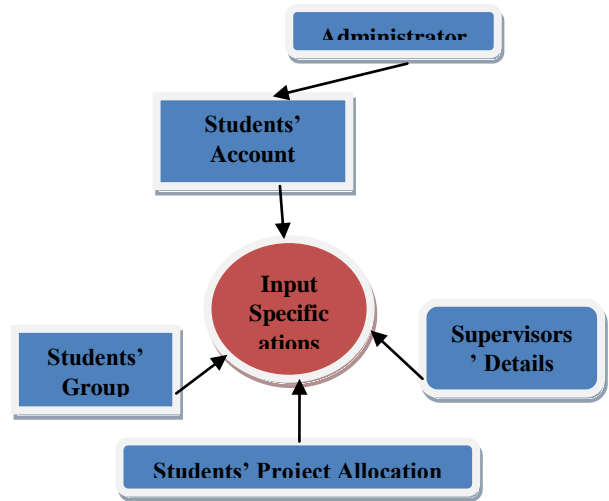 Administrator
Students’
Account
Input
Specific
ations
Supervisors
’ Details
Students’
Group
Students’ Project Allocation